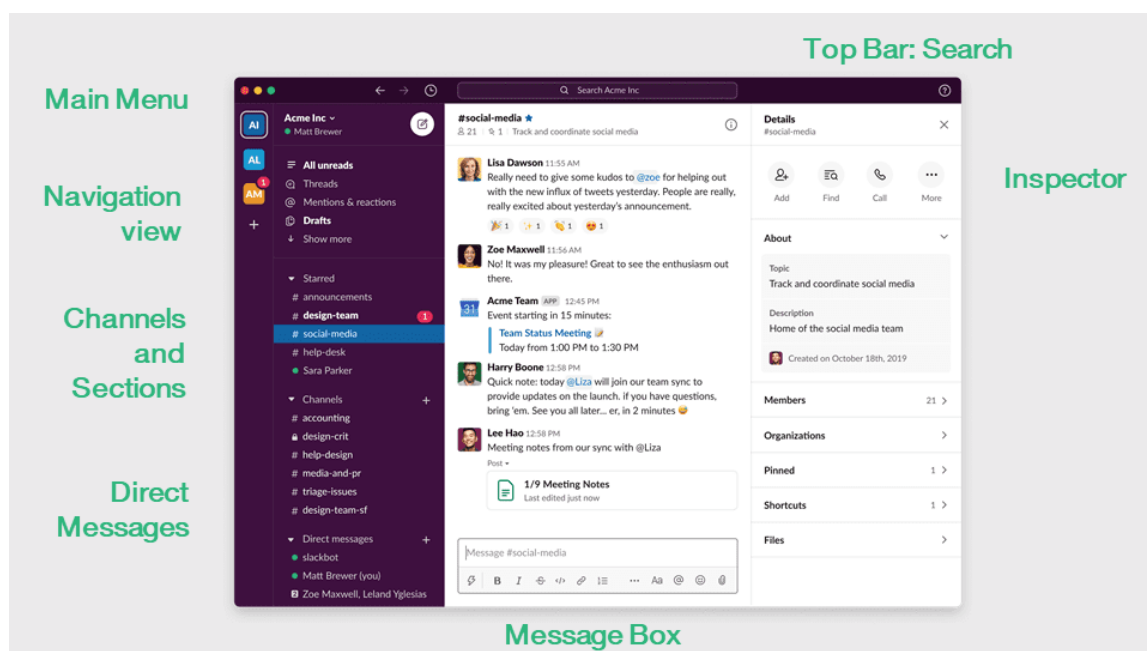 Top Bar: Search
Main Menu
Navigation
view
Channels
and
Sections
Direct
Messages
Search Acme Inc
AI
AL
AM
1
Acme Inc
Matt Brewer
All unreads
Threads
Mentions & reactions
Drafts
Show more
Starred
# announcements
# design-team 1
# social-media
# help-desk
Sara Parker
Channels +
# accounting
design-crit
# help-design
# media-and-pr
# triage-issues
# design-team-sf
Direct messages +
slackbot
Matt Brewer (you)
2 Zoe Maxwell, Leland Yglesias
#social-media
21 1 Track and coordinate social media
Lisa Dawson 11:55 AM
Really need to give some kudos to @zoe for helping out
with the new influx of tweets yesterday. People are really,
really excited about yesterday's announcement.
1 1 1 1
Zoe Maxwell 11:56 AM
No! It was my pleasure! Great to see the enthusiasm out
there.
31
Acme Team APP 12:45 PM
Event starting in 15 minutes:
Team Status Meeting
Today from 1:00 PM to 1:30 PM
Harry Boone 12:58 PM
Quick note: today @Liza will join our team sync to
provide updates on the launch. if you have questions,
bring 'em. See you all later... er, in 2 minutes
Lee Hao 12:58 PM
Meeting notes from our sync with @Liza
Post
1/9 Meeting Notes
Last edited just now
Message #social-media
B I S </> ... Aa @
Details
#social-media
Add Find Call More
About
Topic
Track and coordinate social media
Description
Home of the social media team
Created on October 18th, 2019
Members 21
Organizations
Pinned 1
Shortcuts 1
Files
Inspector
Message Box